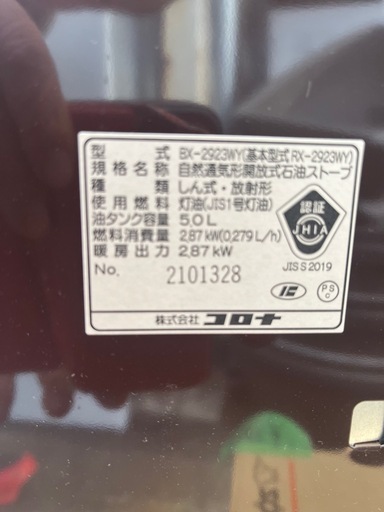 型式 BX-2923WY(基本型式 RX-2923WY)
規格名称 自然通気形開放式石油ストーブ
種類 しん式・放射形
使用燃料 灯油(JIS1号灯油)
油タンク容量 5.0L
燃料消費量 2.87kW(0.279L/h)
暖房出力 2.87kW
認証
JHIA
JIS S 2019
No. 2101328
PS
C
株式会社 コロナ